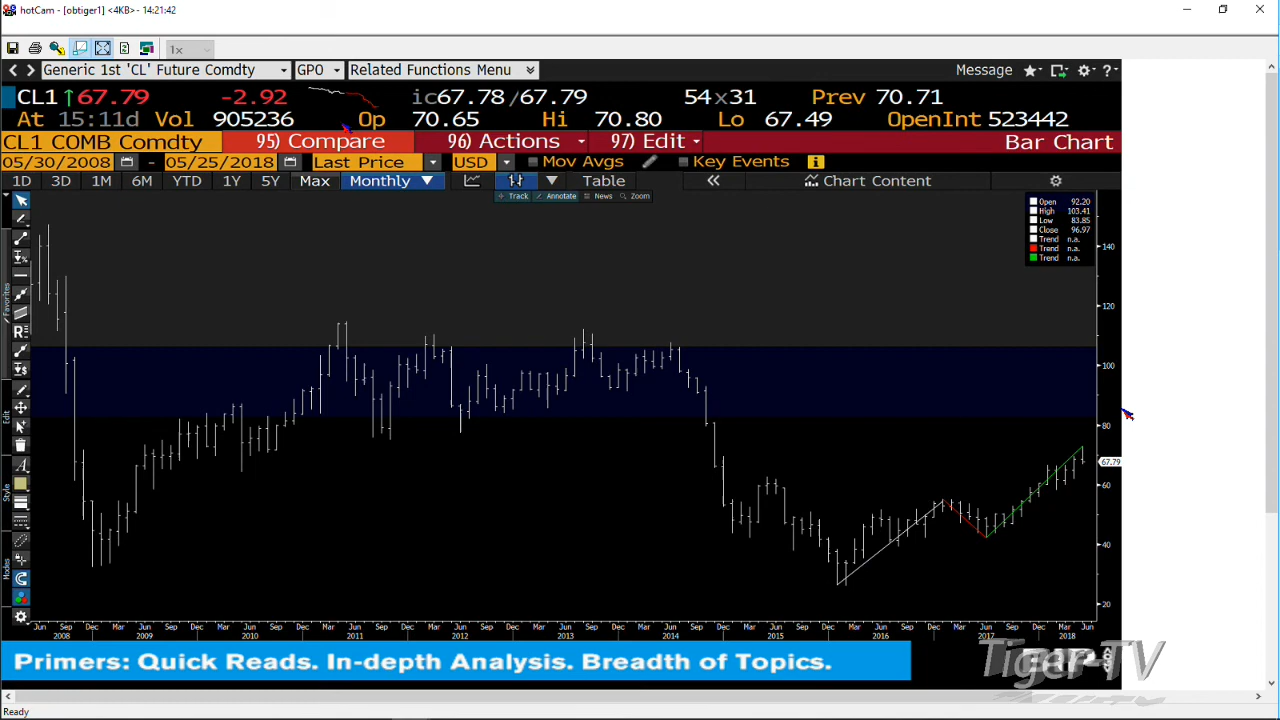 hotCam - [obtiger1] <4KB> - 14:21:42
1x
Generic 1st 'CL' Future Comdty GPO Related Functions Menu Message ?
CL1 ↑67.79 -2.92 ic67.78 /67.79 54x31 Prev 70.71
At 15:11d Vol 905236 Op 70.65 Hi 70.80 Lo 67.49 OpenInt 523442
CL1 COMB Comdty 95) Compare 96) Actions 97) Edit Bar Chart
05/30/2008 - 05/25/2018 Last Price USD Mov Avgs Key Events
1D 3D 1M 6M YTD 1Y 5Y Max Monthly ▼ Table « Chart Content
Track Annotate News Zoom
Open 92.20
High 103.41
Low 83.85
Close 96.97
Trend n.a.
Trend n.a.
Trend n.a.
140
120
100
80
67.79
60
40
20
Favorites
Edit
Style
Modes
Jun Sep Dec Mar Jun Sep Dec Mar Jun Sep Dec Mar Jun Sep Dec Mar Jun Sep Dec Mar Jun Sep Dec Mar Jun Sep Dec Mar Jun Sep Dec Mar Jun Sep Dec Mar Jun Sep Dec Mar Jun
2008 2009 2010 2011 2012 2013 2014 2015 2016 2017 2018
Primers: Quick Reads. In-depth Analysis. Breadth of Topics.
Tiger-TV
Ready